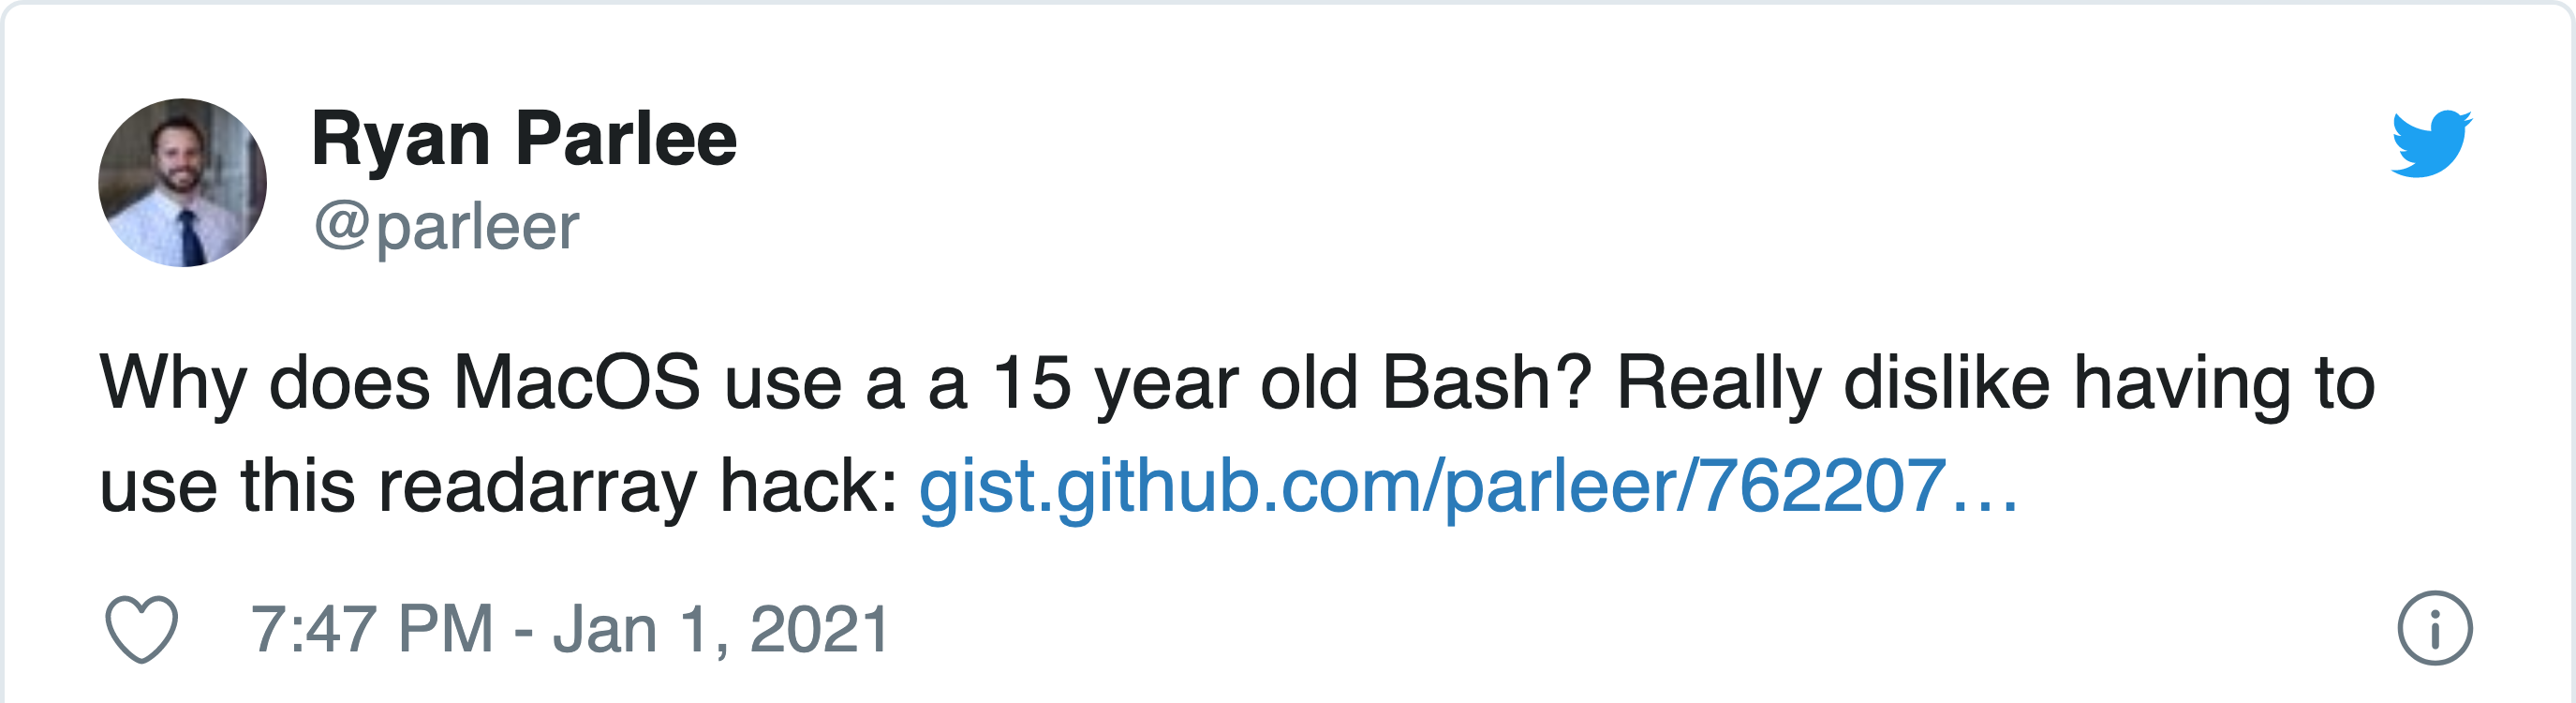 Ryan Parlee
@parleer
Why does MacOS use a a 15 year old Bash? Really dislike having to
use this readarray hack: gist.github.com/parleer/762207…
7:47 PM - Jan 1, 2021